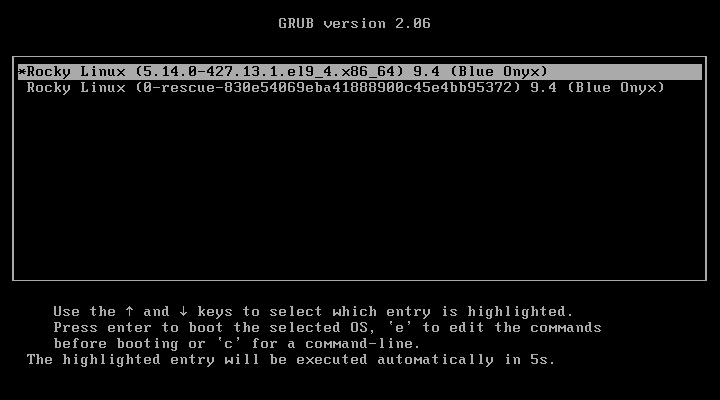 GRUB version 2.06
*Rocky Linux (5.14.0-427.13.1.el9_4.x86_64) 9.4 (Blue Onyx)
Rocky Linux (0-rescue-830e54069eba41888900c45e4bb95372) 9.4 (Blue Onyx)
Use the ↑ and ↓ keys to select which entry is highlighted.
Press enter to boot the selected OS, `e' to edit the commands
before booting or `c' for a command-line.
The highlighted entry will be executed automatically in 5s.